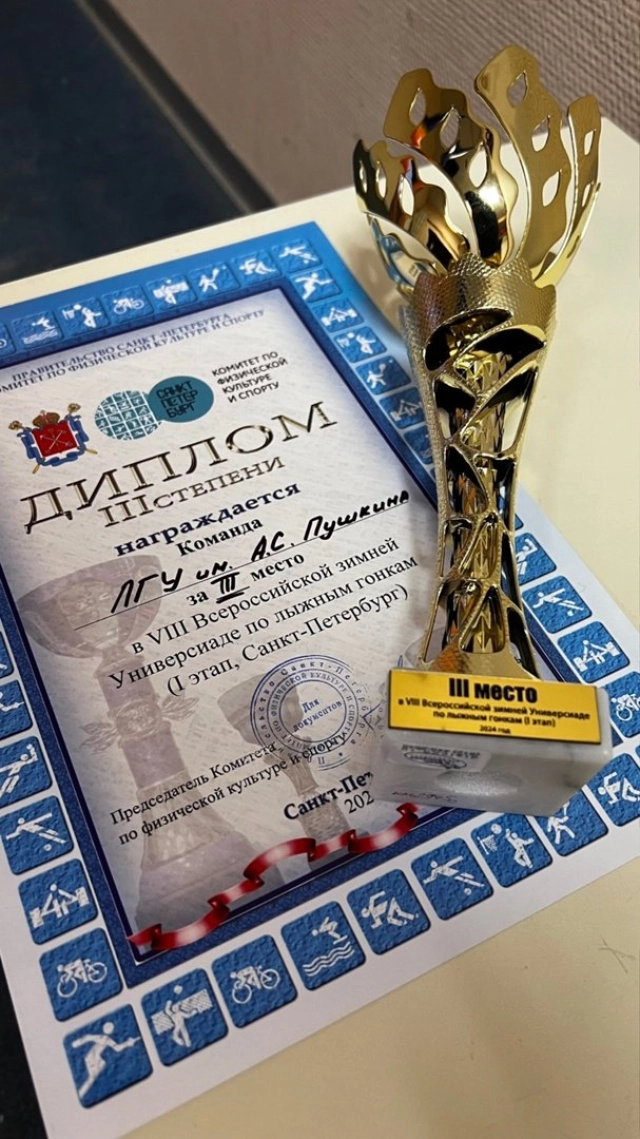 ПРАВИТЕЛЬСТВО САНКТ-ПЕТЕРБУРГА
КОМИТЕТ ПО ФИЗИЧЕСКОЙ КУЛЬТУРЕ И СПОРТУ
САНКТ
ПЕТЕР
БУРГ
КОМИТЕТ ПО
ФИЗИЧЕСКОЙ
КУЛЬТУРЕ
И СПОРТУ
ДИПЛОМ
III СТЕПЕНИ
награждается
Команда
ЛГУ им. А.С. Пушкина
за III место
в VIII Всероссийской зимней
Универсиаде по лыжным гонкам
(I этап, Санкт-Петербург)
Для
документов
Председатель Комитета
по физической культуре и спорту
Санкт-Пет
202
III место
в VIII Всероссийской зимней Универсиаде
по лыжным гонкам (I этап)
2024 год